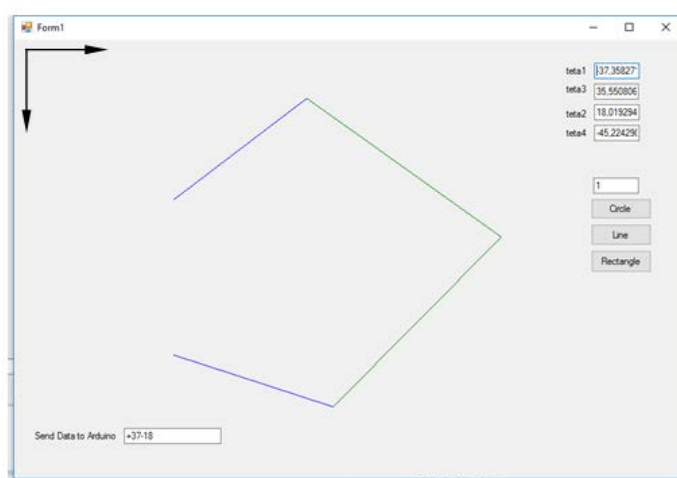 Form1
teta1 -37,35827
teta3 35,550806
teta2 18,019294
teta4 -45,22429
1
Circle
Line
Rectangle
Send Data to Arduino +37-18